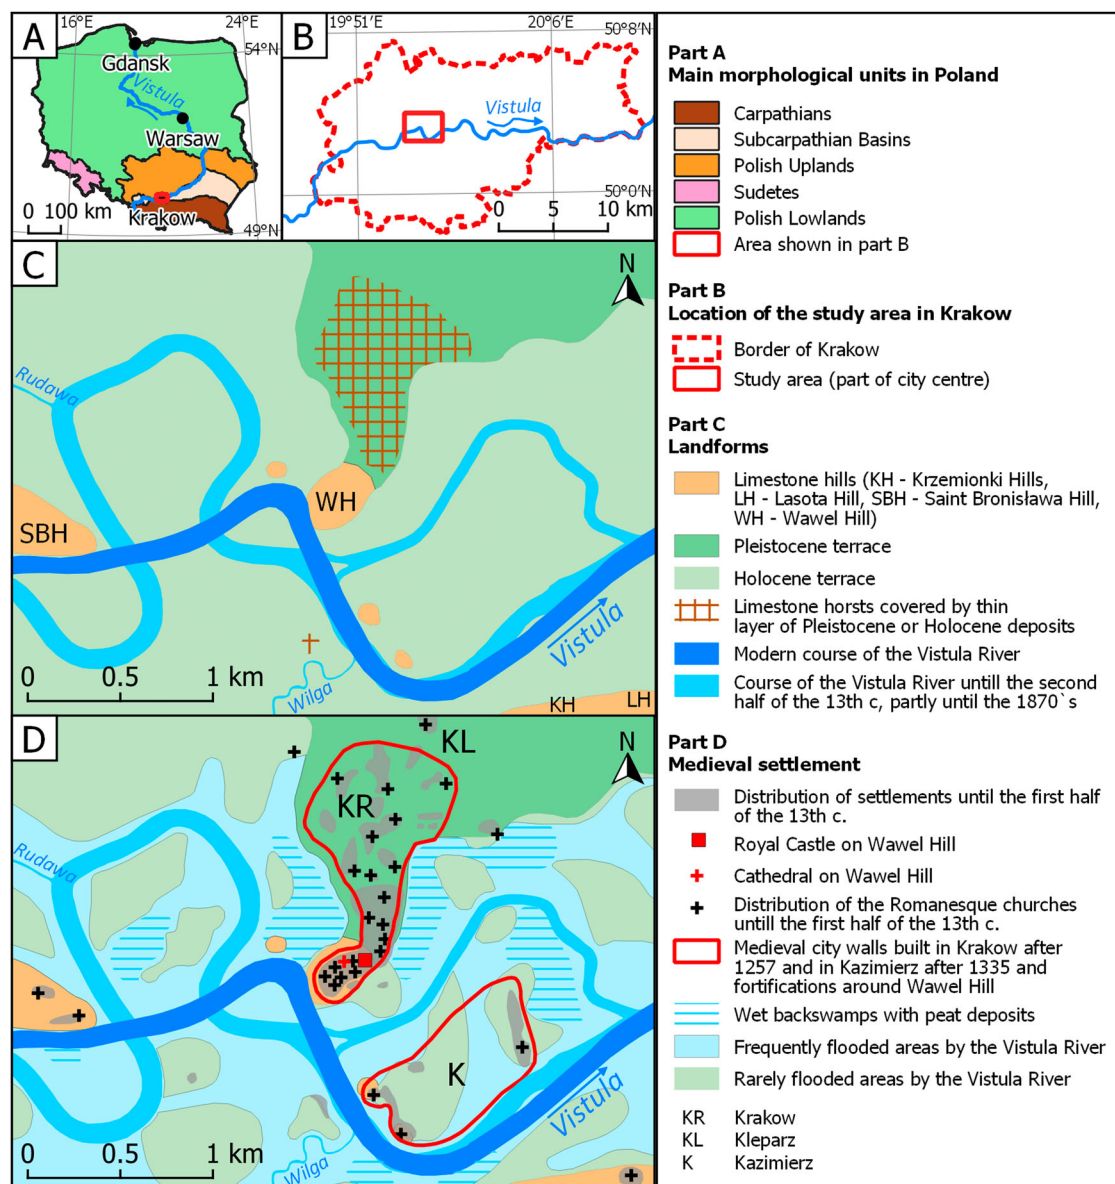 A
16°E
24°E
54°N
Gdansk
Vistula
Warsaw
0 100 km
Krakow
49°N
B
19°51'E
20°6'E
50°8'N
Vistula
50°0'N
0 5 10 km
C
N
Rudawa
WH
SBH
0 0.5 1 km
Wilga
Vistula
KH
LH
D
KL
N
KR
Rudawa
K
0 0.5 1 km
Wilga
Vistula
Part A
Main morphological units in Poland
Carpathians
Subcarpathian Basins
Polish Uplands
Sudetes
Polish Lowlands
Area shown in part B
Part B
Location of the study area in Krakow
Border of Krakow
Study area (part of city centre)
Part C
Landforms
Limestone hills (KH - Krzemionki Hills,
LH - Lasota Hill, SBH - Saint Bronisława Hill,
WH - Wawel Hill)
Pleistocene terrace
Holocene terrace
Limestone horsts covered by thin
layer of Pleistocene or Holocene deposits
Modern course of the Vistula River
Course of the Vistula River untill the second
half of the 13th c, partly until the 1870`s
Part D
Medieval settlement
Distribution of settlements until the first half
of the 13th c.
Royal Castle on Wawel Hill
Cathedral on Wawel Hill
Distribution of the Romanesque churches
untill the first half of the 13th c.
Medieval city walls built in Krakow after
1257 and in Kazimierz after 1335 and
fortifications around Wawel Hill
Wet backswamps with peat deposits
Frequently flooded areas by the Vistula River
Rarely flooded areas by the Vistula River
KR Krakow
KL Kleparz
K Kazimierz